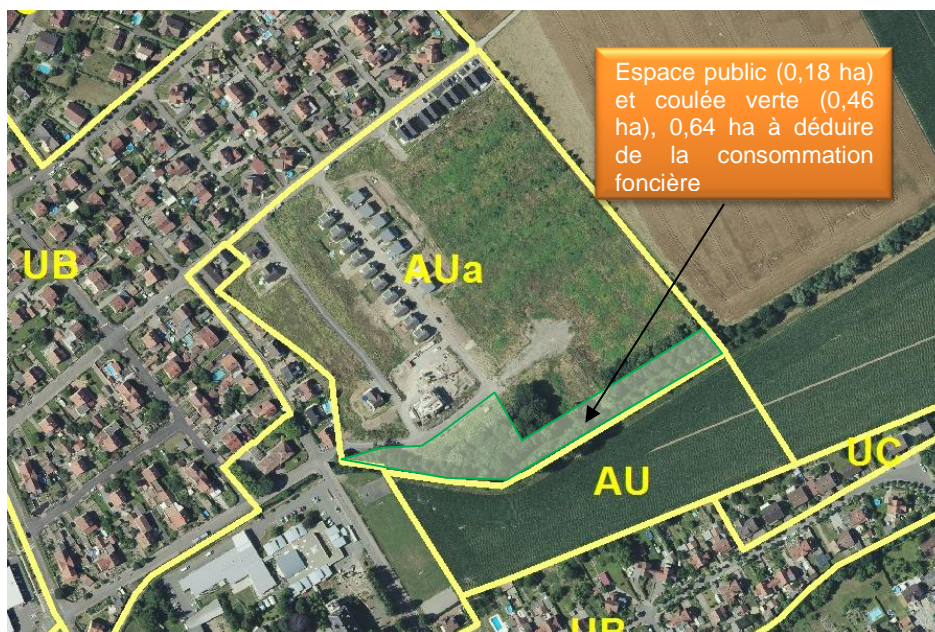 Espace public (0,18 ha)
et coulée verte (0,46
ha), 0,64 ha à déduire
de la consommation
foncière
UB
AUa
AU
UC
UB